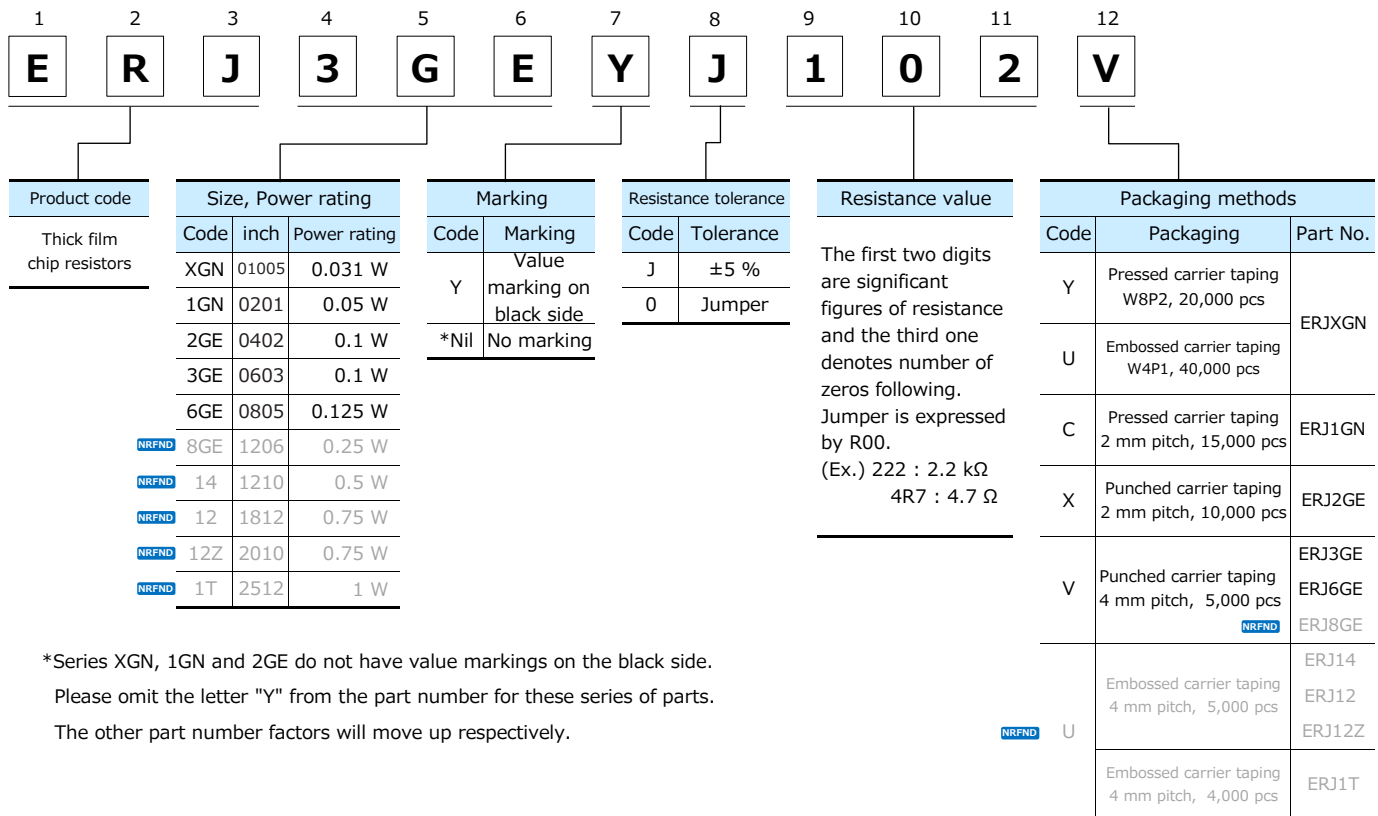 1 2 3 4 5 6 7 8 9 10 11 12
E R J 3 G E Y J 1 0 2 V
Product code
Thick film
chip resistors
Size, Power rating
Code inch Power rating
XGN 01005 0.031 W
1GN 0201 0.05 W
2GE 0402 0.1 W
3GE 0603 0.1 W
6GE 0805 0.125 W
NRFND 8GE 1206 0.25 W
NRFND 14 1210 0.5 W
NRFND 12 1812 0.75 W
NRFND 12Z 2010 0.75 W
NRFND 1T 2512 1 W
Marking
Code Marking
Y Value
marking on
black side
*Nil No marking
Resistance tolerance
Code Tolerance
J ±5 %
0 Jumper
Resistance value
The first two digits
are significant
figures of resistance
and the third one
denotes number of
zeros following.
Jumper is expressed
by R00.
(Ex.) 222 : 2.2 kΩ
4R7 : 4.7 Ω
Packaging methods
Code Packaging Part No.
Y Pressed carrier taping
W8P2, 20,000 pcs
ERJXGN
U Embossed carrier taping
W4P1, 40,000 pcs
C Pressed carrier taping
2 mm pitch, 15,000 pcs
ERJ1GN
X Punched carrier taping
2 mm pitch, 10,000 pcs
ERJ2GE
V Punched carrier taping
4 mm pitch, 5,000 pcs
ERJ3GE
ERJ6GE
NRFND ERJ8GE
NRFND U Embossed carrier taping
4 mm pitch, 5,000 pcs
ERJ14
ERJ12
ERJ12Z
Embossed carrier taping
4 mm pitch, 4,000 pcs
ERJ1T
*Series XGN, 1GN and 2GE do not have value markings on the black side.
Please omit the letter "Y" from the part number for these series of parts.
The other part number factors will move up respectively.